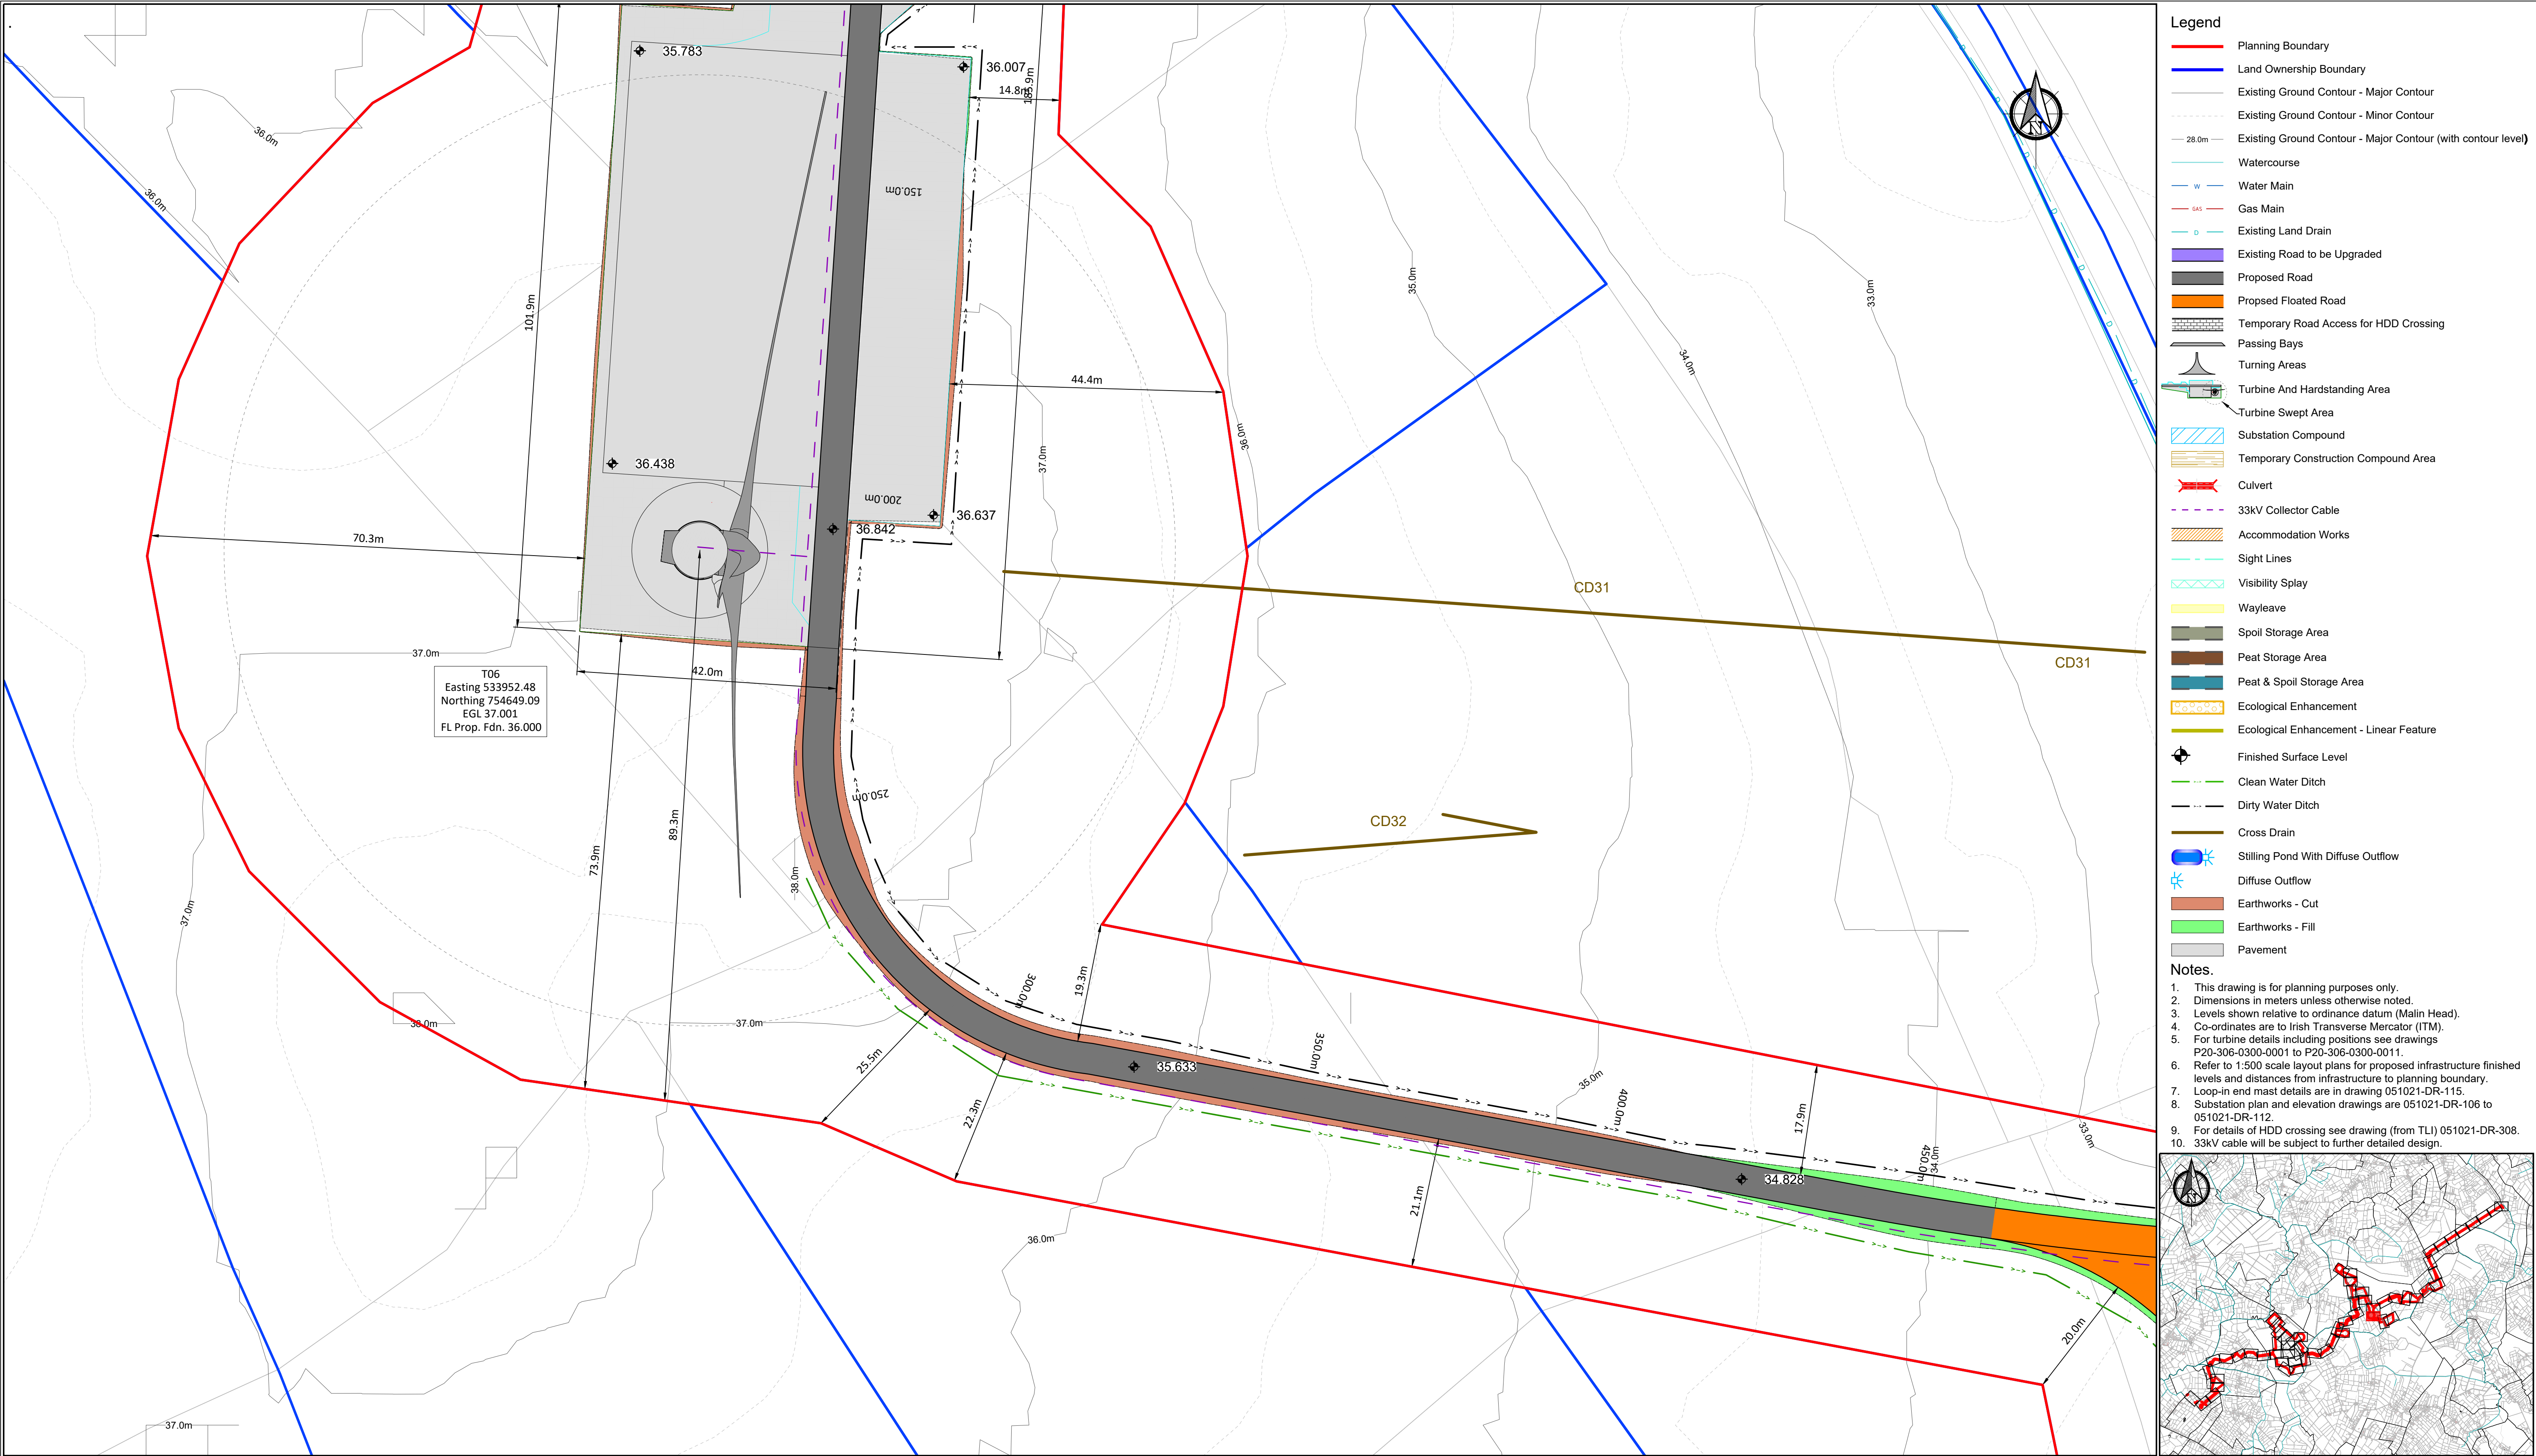 35.783
36.007
14.8m
185.9m
36.0m
36.0m
150.0m
101.9m
35.0m
33.0m
34.0m
44.4m
36.0m
37.0m
36.438
200.0m
36.637
36.842
70.3m
CD31
CD31
37.0m
42.0m
T06
Easting 533952.48
Northing 754649.09
EGL 37.001
FL Prop. Fdn. 36.000
250.0m
89.3m
73.9m
38.0m
CD32
37.0m
300.0m
19.3m
38.0m
37.0m
25.5m
22.3m
35.633
350.0m
35.0m
400.0m
17.9m
33.0m
450.0m
34.0m
34.828
21.1m
36.0m
20.0m
37.0m
N
Legend
Planning Boundary
Land Ownership Boundary
Existing Ground Contour - Major Contour
Existing Ground Contour - Minor Contour
28.0m Existing Ground Contour - Major Contour (with contour level)
Watercourse
W Water Main
GAS Gas Main
D Existing Land Drain
Existing Road to be Upgraded
Proposed Road
Propsed Floated Road
Temporary Road Access for HDD Crossing
Passing Bays
Turning Areas
Turbine And Hardstanding Area
Turbine Swept Area
Substation Compound
Temporary Construction Compound Area
Culvert
33kV Collector Cable
Accommodation Works
Sight Lines
Visibility Splay
Wayleave
Spoil Storage Area
Peat Storage Area
Peat & Spoil Storage Area
Ecological Enhancement
Ecological Enhancement - Linear Feature
Finished Surface Level
Clean Water Ditch
Dirty Water Ditch
Cross Drain
Stilling Pond With Diffuse Outflow
Diffuse Outflow
Earthworks - Cut
Earthworks - Fill
Pavement
Notes.
1. This drawing is for planning purposes only.
2. Dimensions in meters unless otherwise noted.
3. Levels shown relative to ordinance datum (Malin Head).
4. Co-ordinates are to Irish Transverse Mercator (ITM).
5. For turbine details including positions see drawings
P20-306-0300-0001 to P20-306-0300-0011.
6. Refer to 1:500 scale layout plans for proposed infrastructure finished
levels and distances from infrastructure to planning boundary.
7. Loop-in end mast details are in drawing 051021-DR-115.
8. Substation plan and elevation drawings are 051021-DR-106 to
051021-DR-112.
9. For details of HDD crossing see drawing (from TLI) 051021-DR-308.
10. 33kV cable will be subject to further detailed design.
N